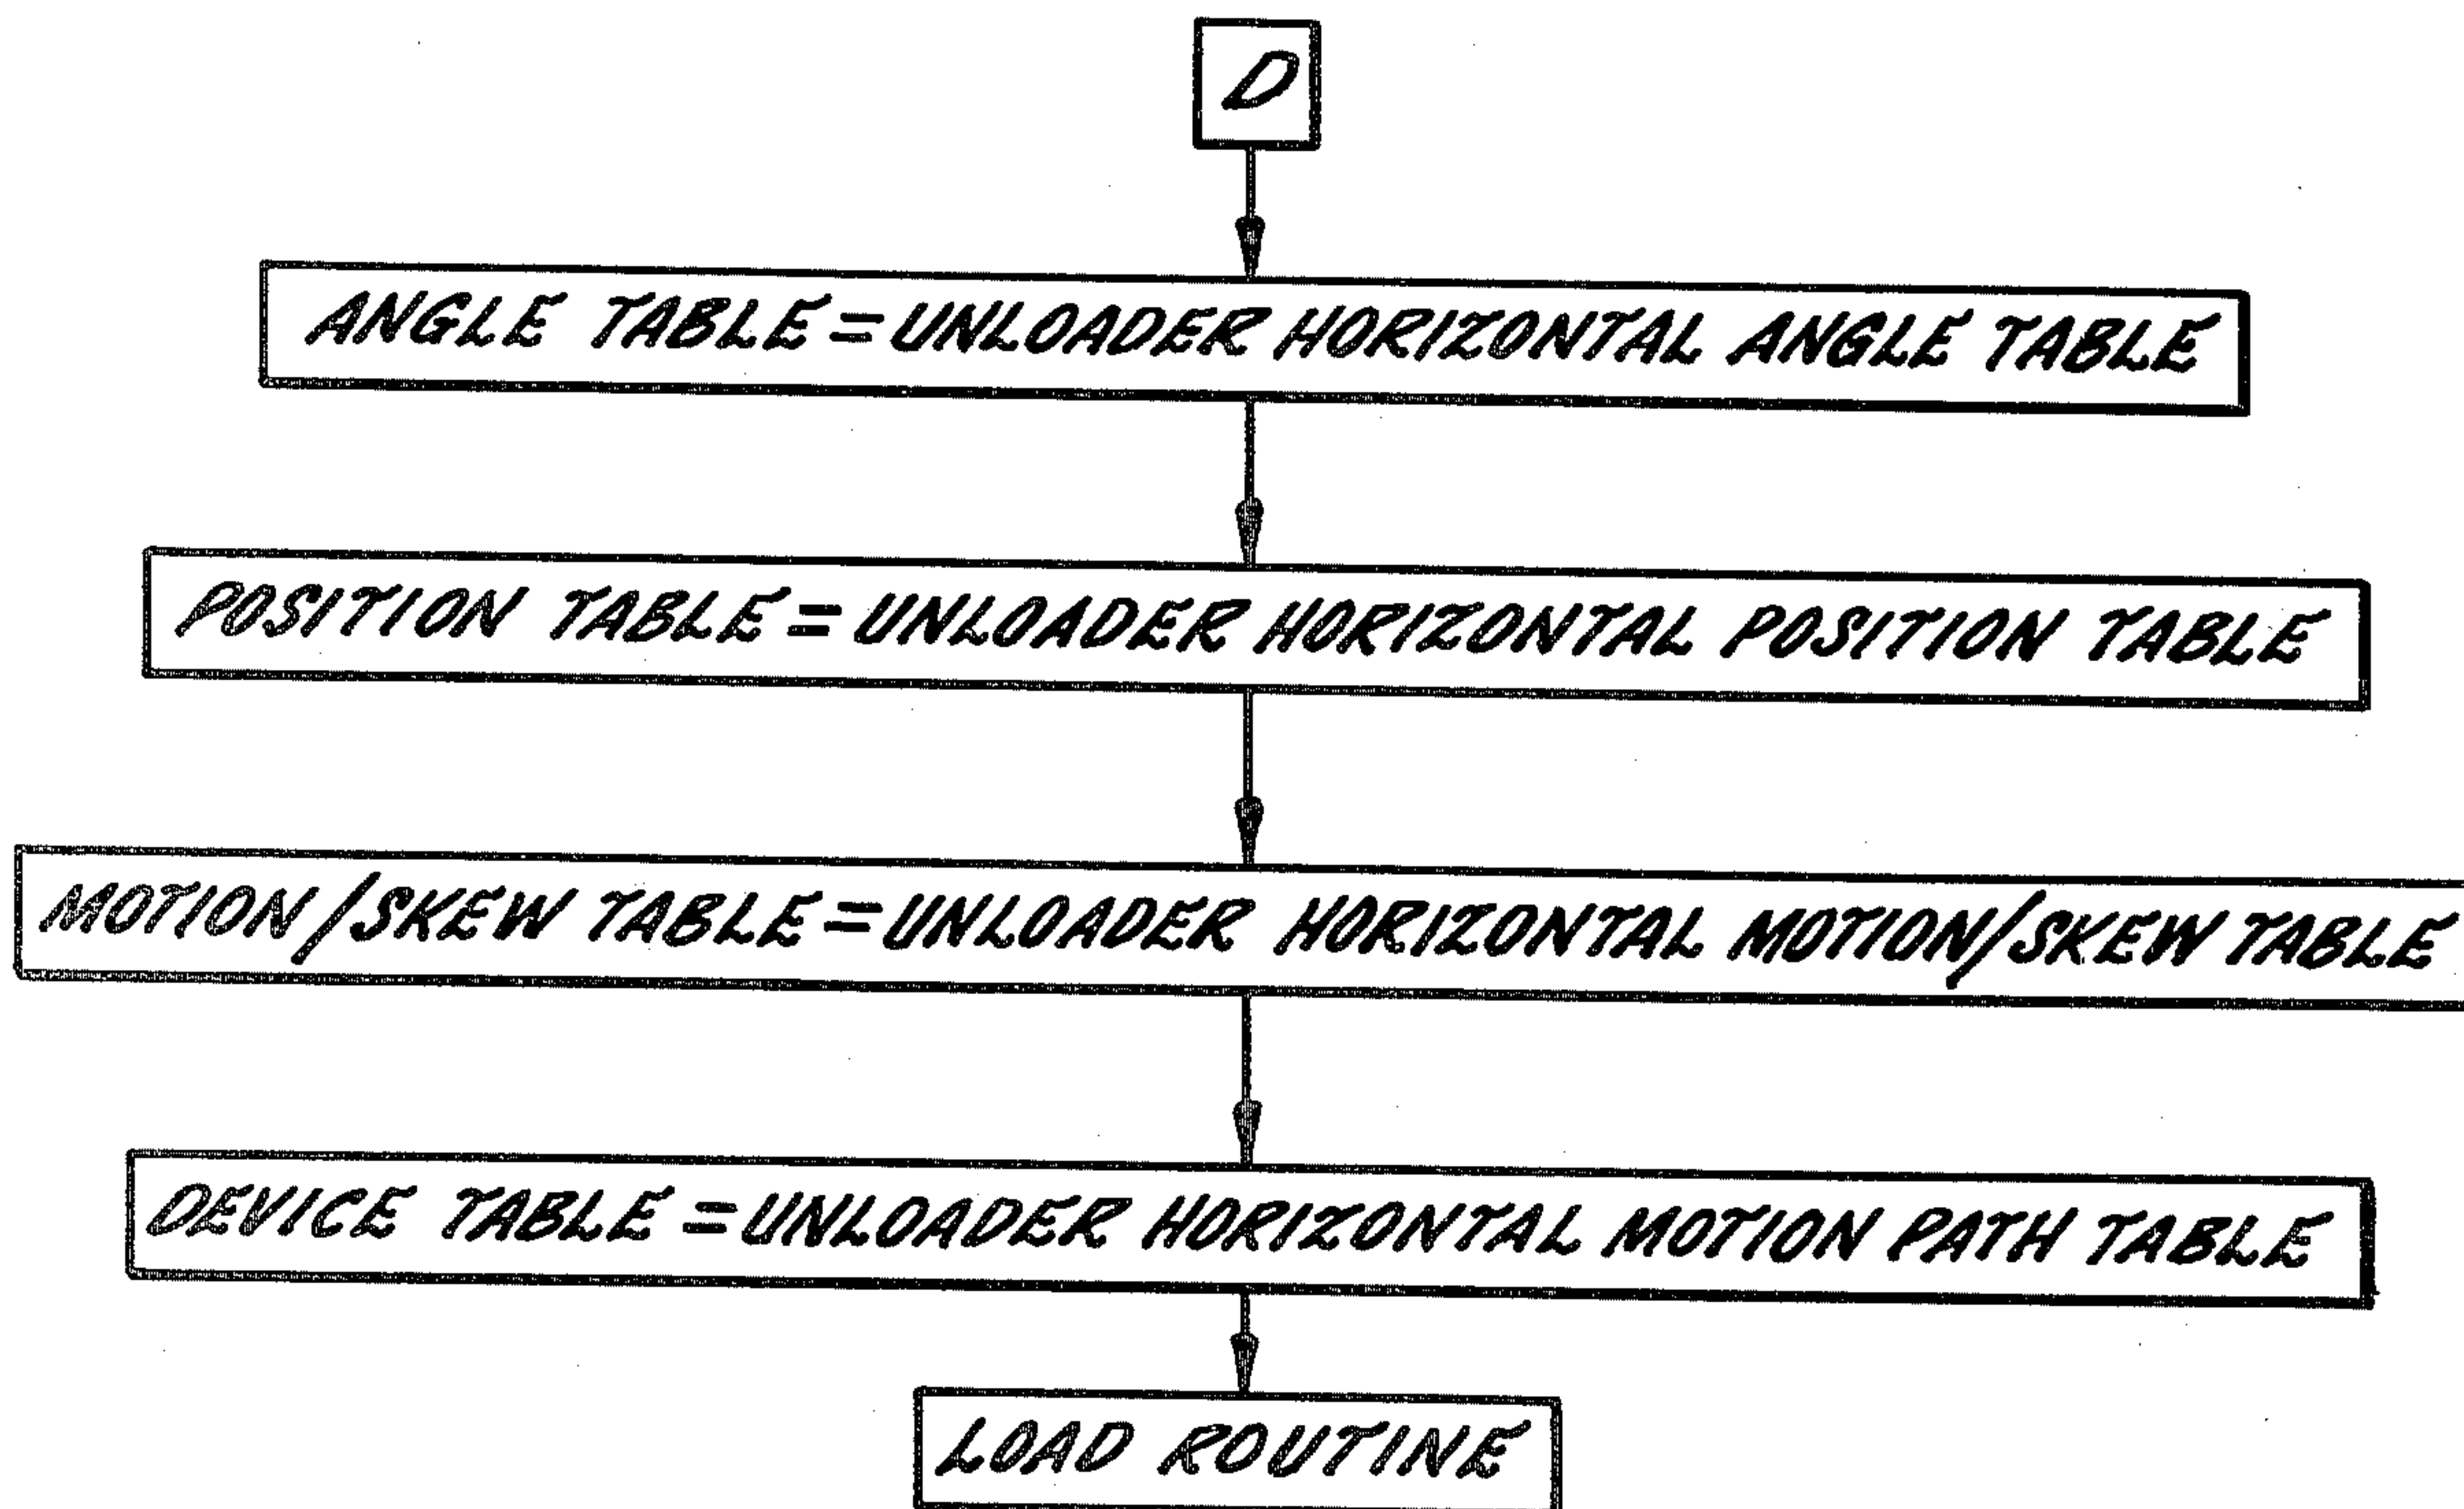 D
ANGLE TABLE = UNLOADER HORIZONTAL ANGLE TABLE
POSITION TABLE = UNLOADER HORIZONTAL POSITION TABLE
MOTION/SKEW TABLE = UNLOADER HORIZONTAL MOTION/SKEW TABLE
DEVICE TABLE = UNLOADER HORIZONTAL MOTION PATH TABLE
LOAD ROUTINE